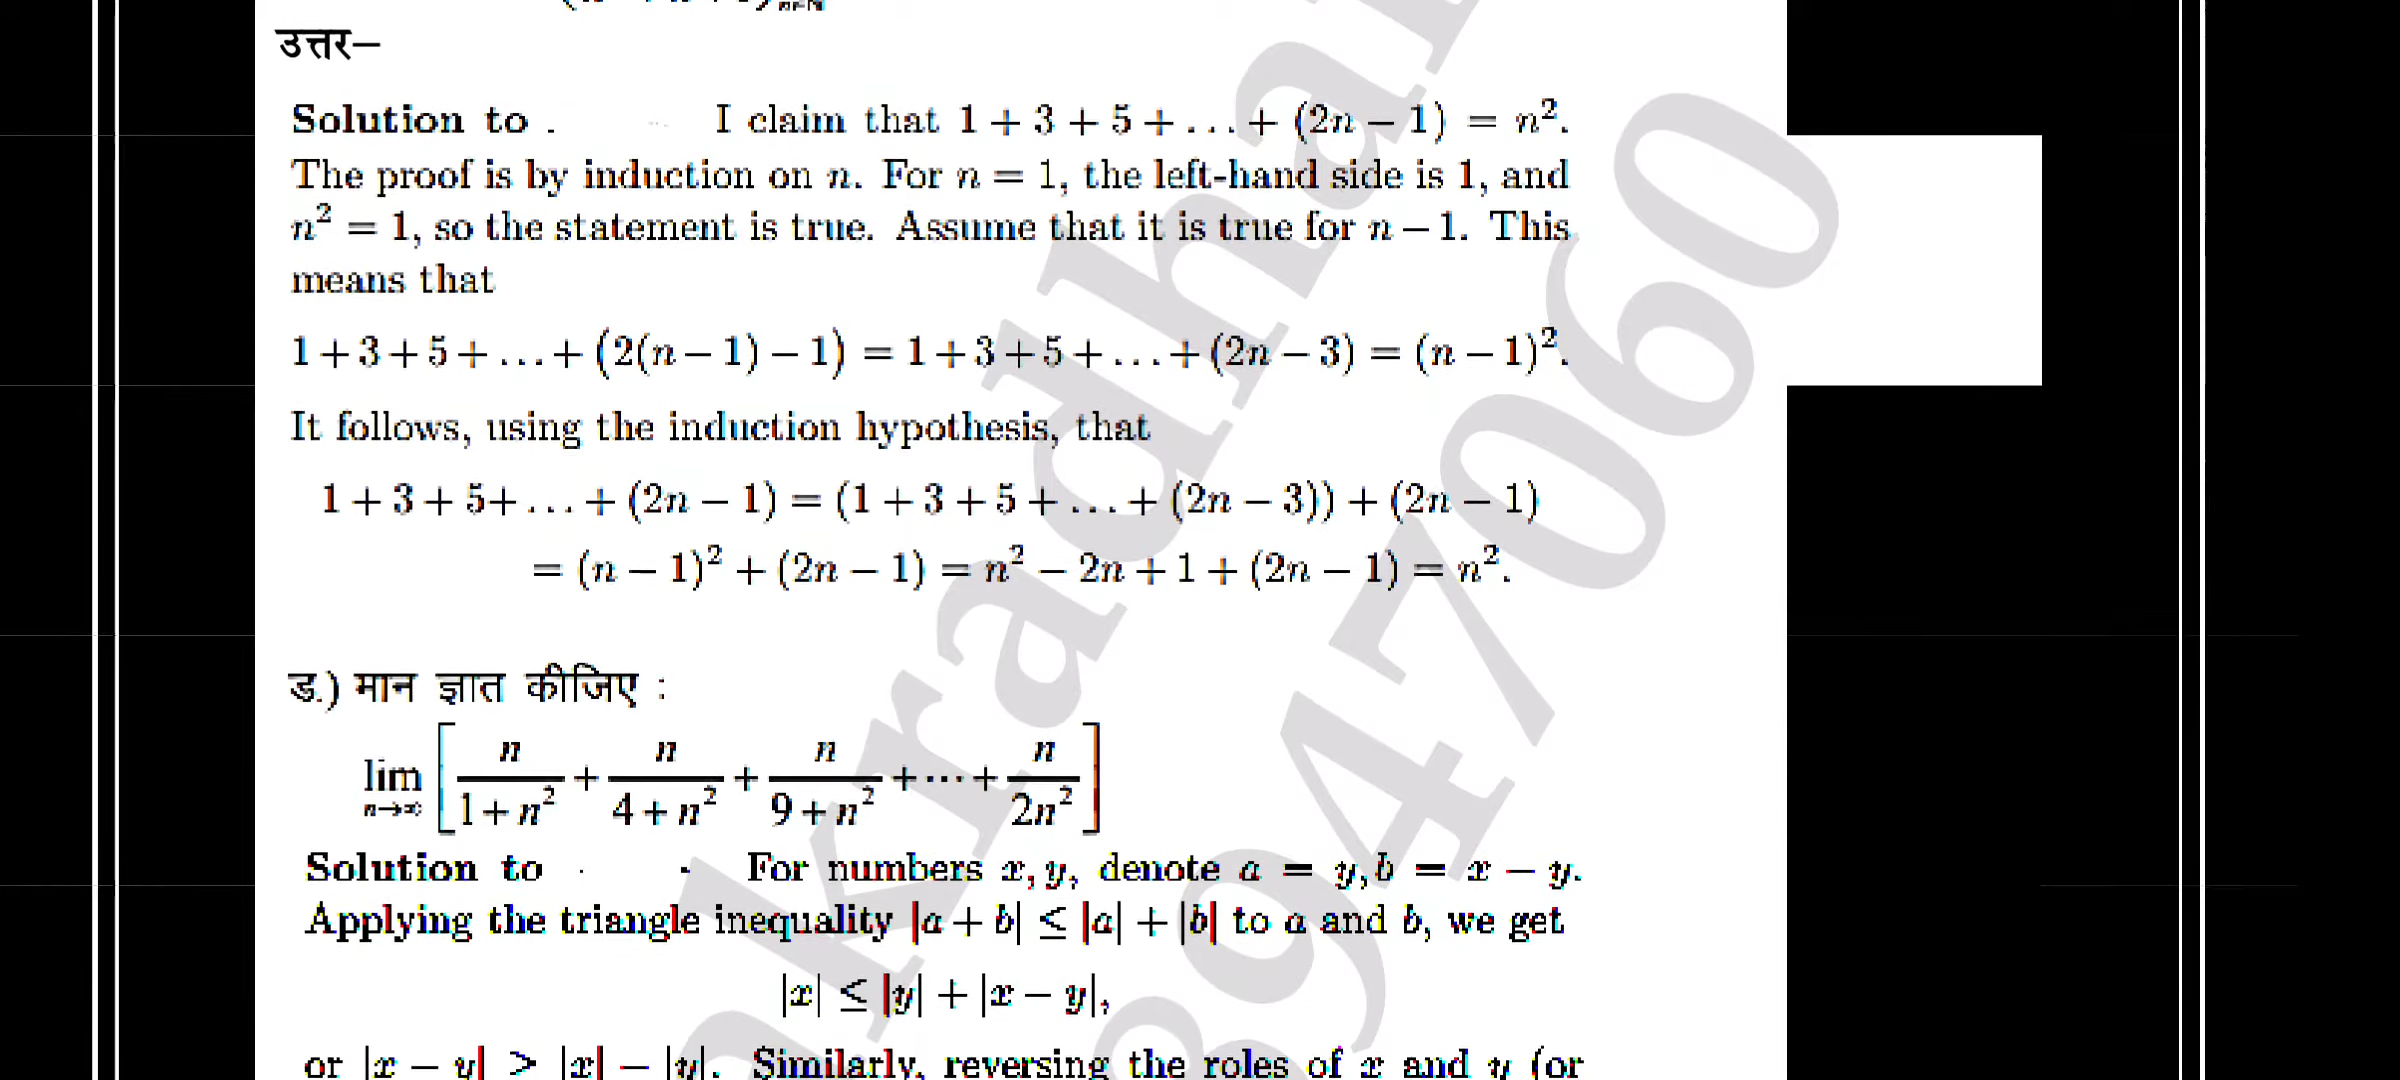 उत्तर–
Solution to . I claim that 1 + 3 + 5 + ... + (2n − 1) = n².
The proof is by induction on n. For n = 1, the left-hand side is 1, and
n² = 1, so the statement is true. Assume that it is true for n − 1. This
means that
1 + 3 + 5 + ... + (2(n − 1) − 1) = 1 + 3 + 5 + ... + (2n − 3) = (n − 1)².
It follows, using the induction hypothesis, that
1 + 3 + 5+ ... + (2n − 1) = (1 + 3 + 5 + ... + (2n − 3)) + (2n − 1)
= (n − 1)² + (2n − 1) = n² − 2n + 1 + (2n − 1) = n².
ड.) मान ज्ञात कीजिए :
lim n→∞ [ n/(1 + n²) + n/(4 + n²) + n/(9 + n²) + ··· + n/(2n²) ]
Solution to For numbers x, y, denote a = y, b = x − y.
Applying the triangle inequality |a + b| ≤ |a| + |b| to a and b, we get
|x| ≤ |y| + |x − y|,
or |x − y| > |x| − |y|. Similarly, reversing the roles of x and y (or